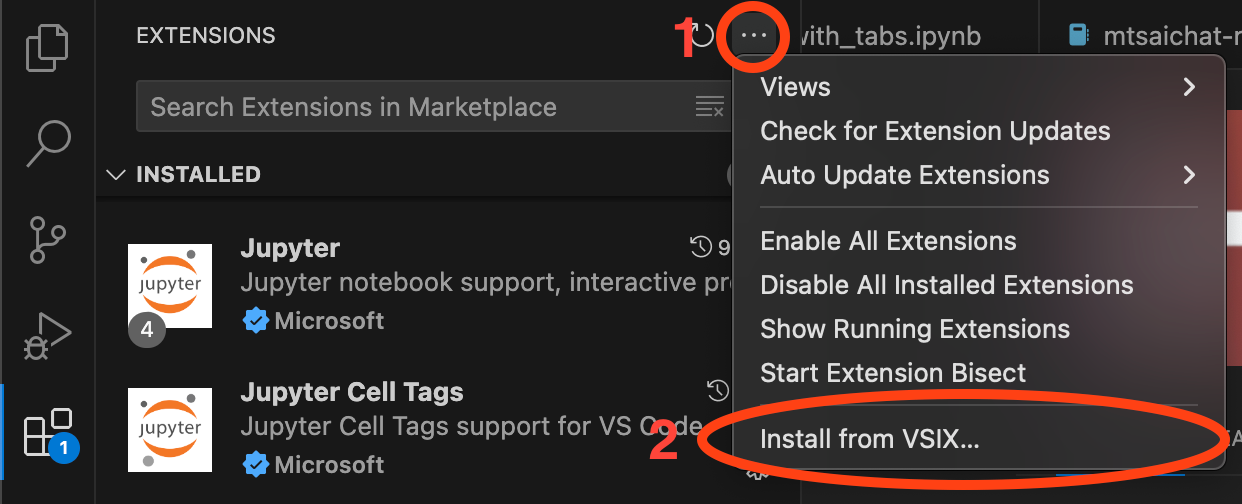 EXTENSIONS
1
with_tabs.ipynb
mtsaichat-r
Search Extensions in Marketplace
INSTALLED
Jupyter
9
Jupyter notebook support, interactive pr
Microsoft
jupyter
4
Jupyter Cell Tags
Jupyter Cell Tags support for VS Code
Microsoft
jupyter
1
Views
Check for Extension Updates
Auto Update Extensions
Enable All Extensions
Disable All Installed Extensions
Show Running Extensions
Start Extension Bisect
2
Install from VSIX...